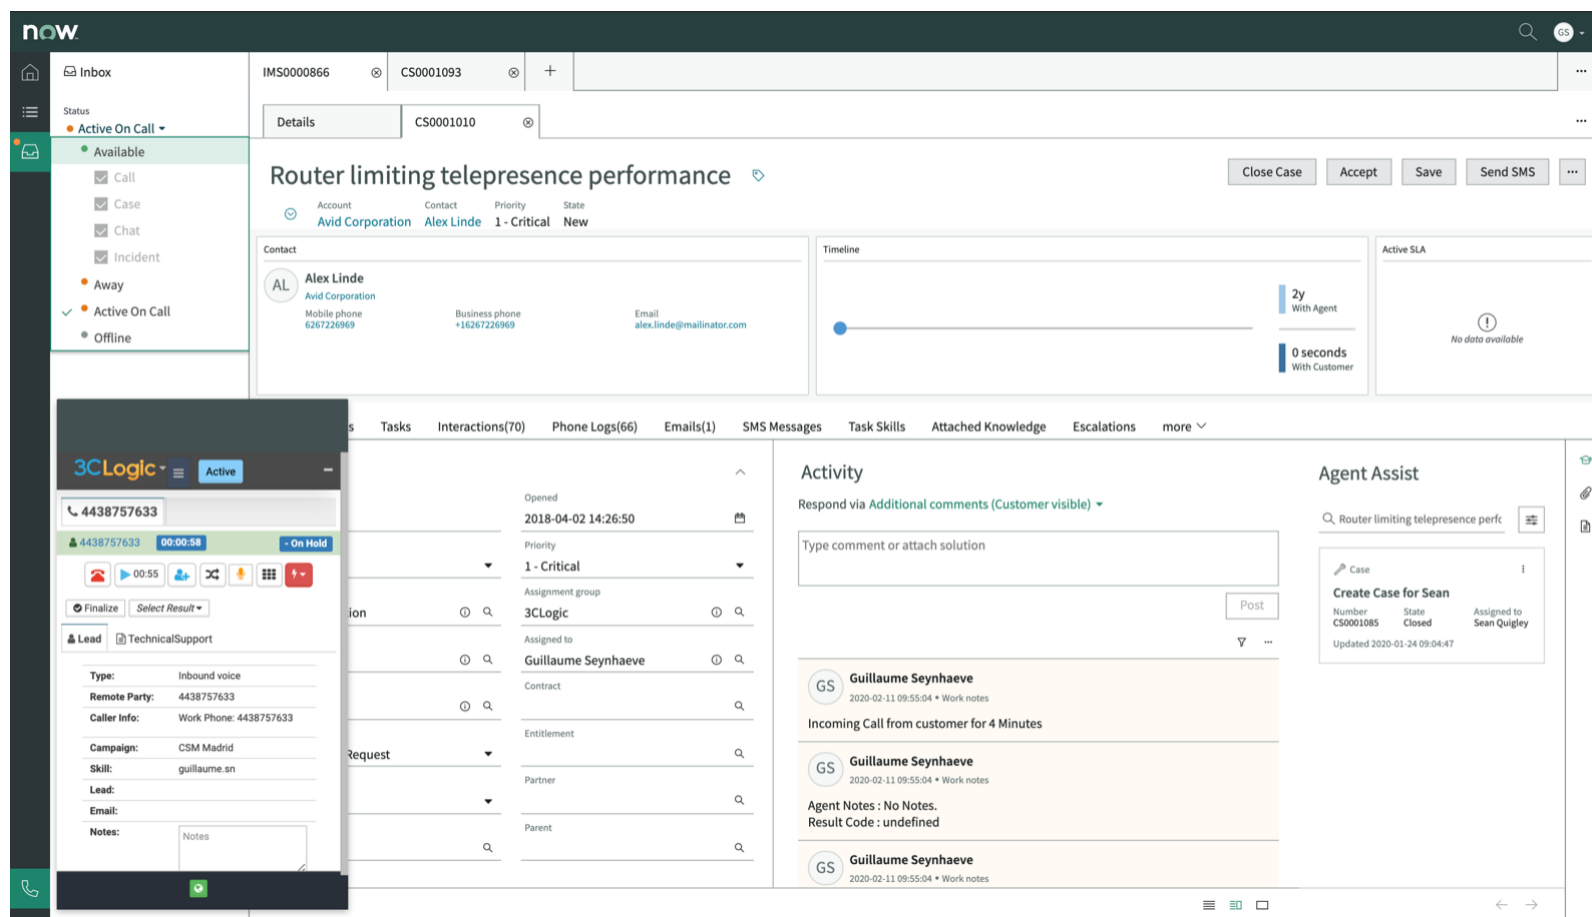 now
GS
Inbox
IMS0000866
CS0001093
Status
Active On Call
Details
CS0001010
Available
Call
Case
Chat
Incident
Away
Active On Call
Offline
Router limiting telepresence performance
Close Case
Accept
Save
Send SMS
Account
Contact
Priority
State
Avid Corporation
Alex Linde
1 - Critical
New
Contact
AL
Alex Linde
Avid Corporation
Mobile phone
Business phone
Email
6267226969
+16267226969
alex.linde@mailinator.com
Timeline
2y
With Agent
0 seconds
With Customer
Active SLA
No data available
s
Tasks
Interactions(70)
Phone Logs(66)
Emails(1)
SMS Messages
Task Skills
Attached Knowledge
Escalations
more
3CLogic
Active
4438757633
4438757633
00:00:58
- On Hold
00:55
Finalize
Select Result
Lead
TechnicalSupport
Type:
Inbound voice
Remote Party:
4438757633
Caller Info:
Work Phone: 4438757633
Campaign:
CSM Madrid
Skill:
guillaume.sn
Lead:
Email:
Notes:
Notes
ion
Request
Opened
2018-04-02 14:26:50
Priority
1 - Critical
Assignment group
3CLogic
Assigned to
Guillaume Seynhaeve
Contract
Entitlement
Partner
Parent
Activity
Respond via Additional comments (Customer visible)
Type comment or attach solution
Post
GS
Guillaume Seynhaeve
2020-02-11 09:55:04 • Work notes
Incoming Call from customer for 4 Minutes
GS
Guillaume Seynhaeve
2020-02-11 09:55:04 • Work notes
Agent Notes : No Notes.
Result Code : undefined
GS
Guillaume Seynhaeve
2020-02-11 09:55:04 • Work notes
Agent Assist
Router limiting telepresence perfc
Case
Create Case for Sean
Number
State
Assigned to
CS0001085
Closed
Sean Quigley
Updated 2020-01-24 09:04:47